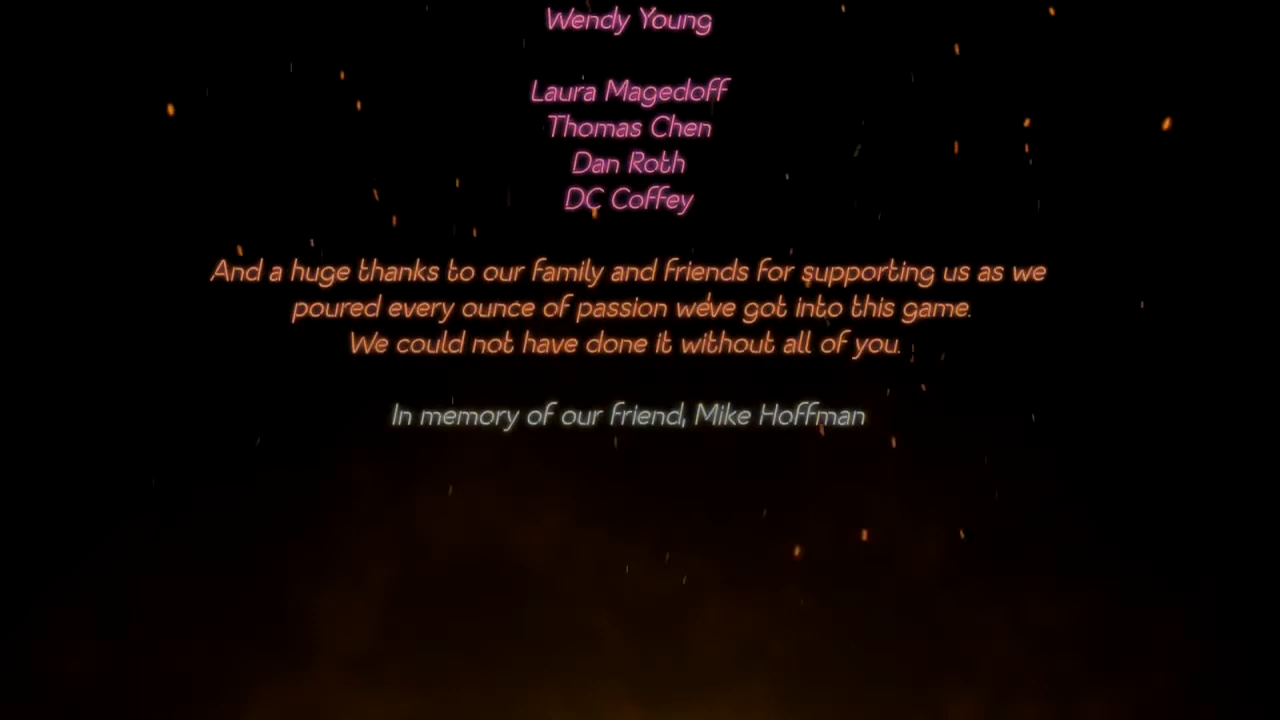 Wendy Young
Laura Magedoff
Thomas Chen
Dan Roth
DC Coffey
And a huge thanks to our family and friends for supporting us as we
poured every ounce of passion we've got into this game.
We could not have done it without all of you.
In memory of our friend, Mike Hoffman